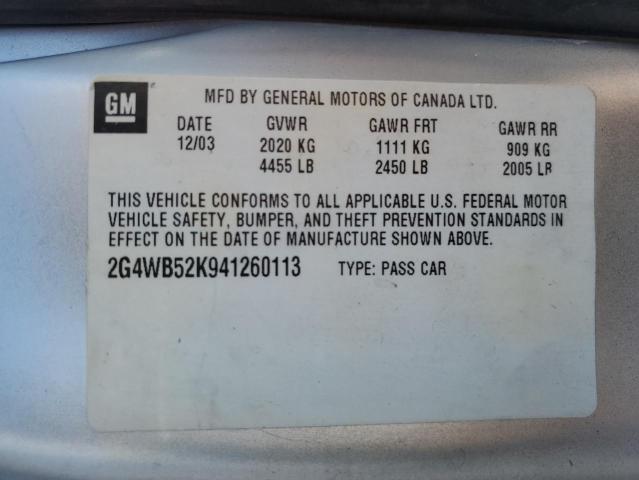 GM MFD BY GENERAL MOTORS OF CANADA LTD.
DATE GVWR GAWR FRT GAWR RR
12/03 2020 KG 1111 KG 909 KG
4455 LB 2450 LB 2005 LB
THIS VEHICLE CONFORMS TO ALL APPLICABLE U.S. FEDERAL MOTOR
VEHICLE SAFETY, BUMPER, AND THEFT PREVENTION STANDARDS IN
EFFECT ON THE DATE OF MANUFACTURE SHOWN ABOVE.
2G4WB52K941260113 TYPE: PASS CAR